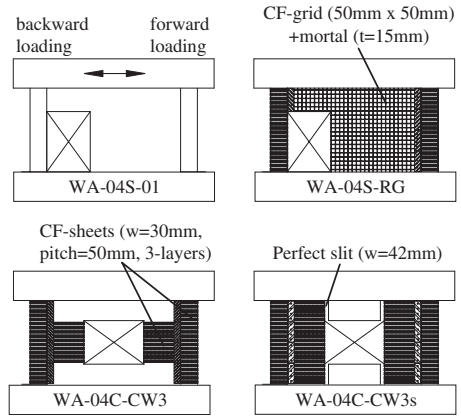 backward
loading
forward
loading
CF-grid (50mm x 50mm)
+mortal (t=15mm)
WA-04S-01
WA-04S-RG
CF-sheets (w=30mm,
pitch=50mm, 3-layers)
Perfect slit (w=42mm)
WA-04C-CW3
WA-04C-CW3s